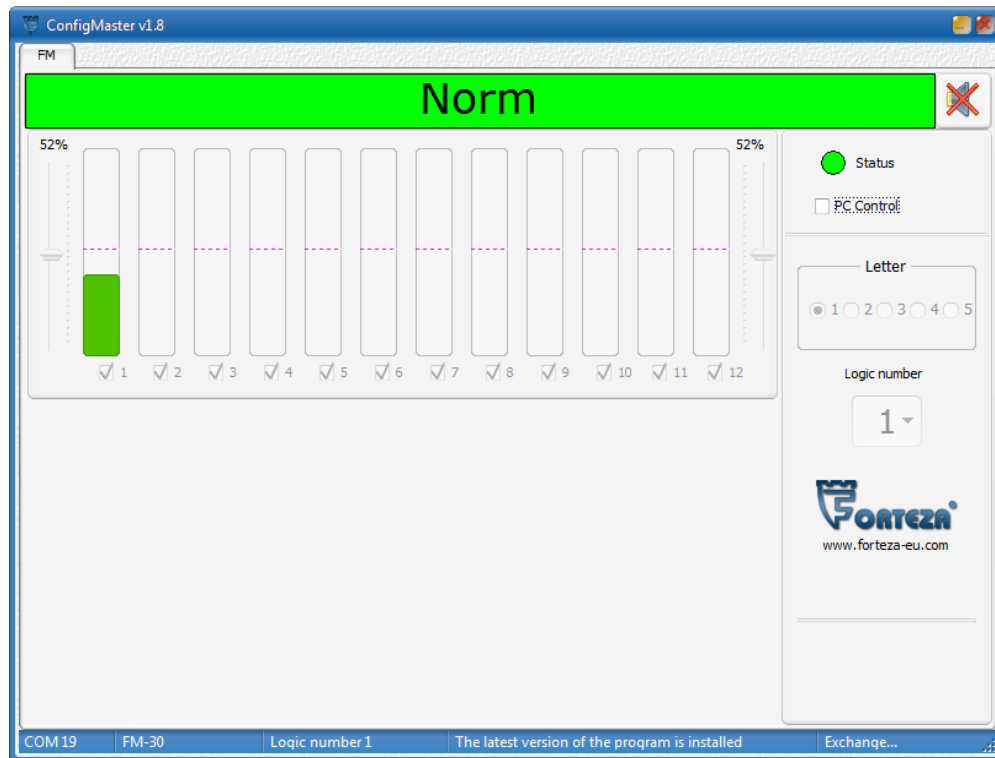 ConfigMaster v1.8
FM
Norm
52%
52%
1 2 3 4 5 6 7 8 9 10 11 12
Status
PC Control
Letter
1 2 3 4 5
Logic number
1
FORTEZA
www.forteza-eu.com
COM 19 FM-30 Logic number 1 The latest version of the program is installed Exchange...